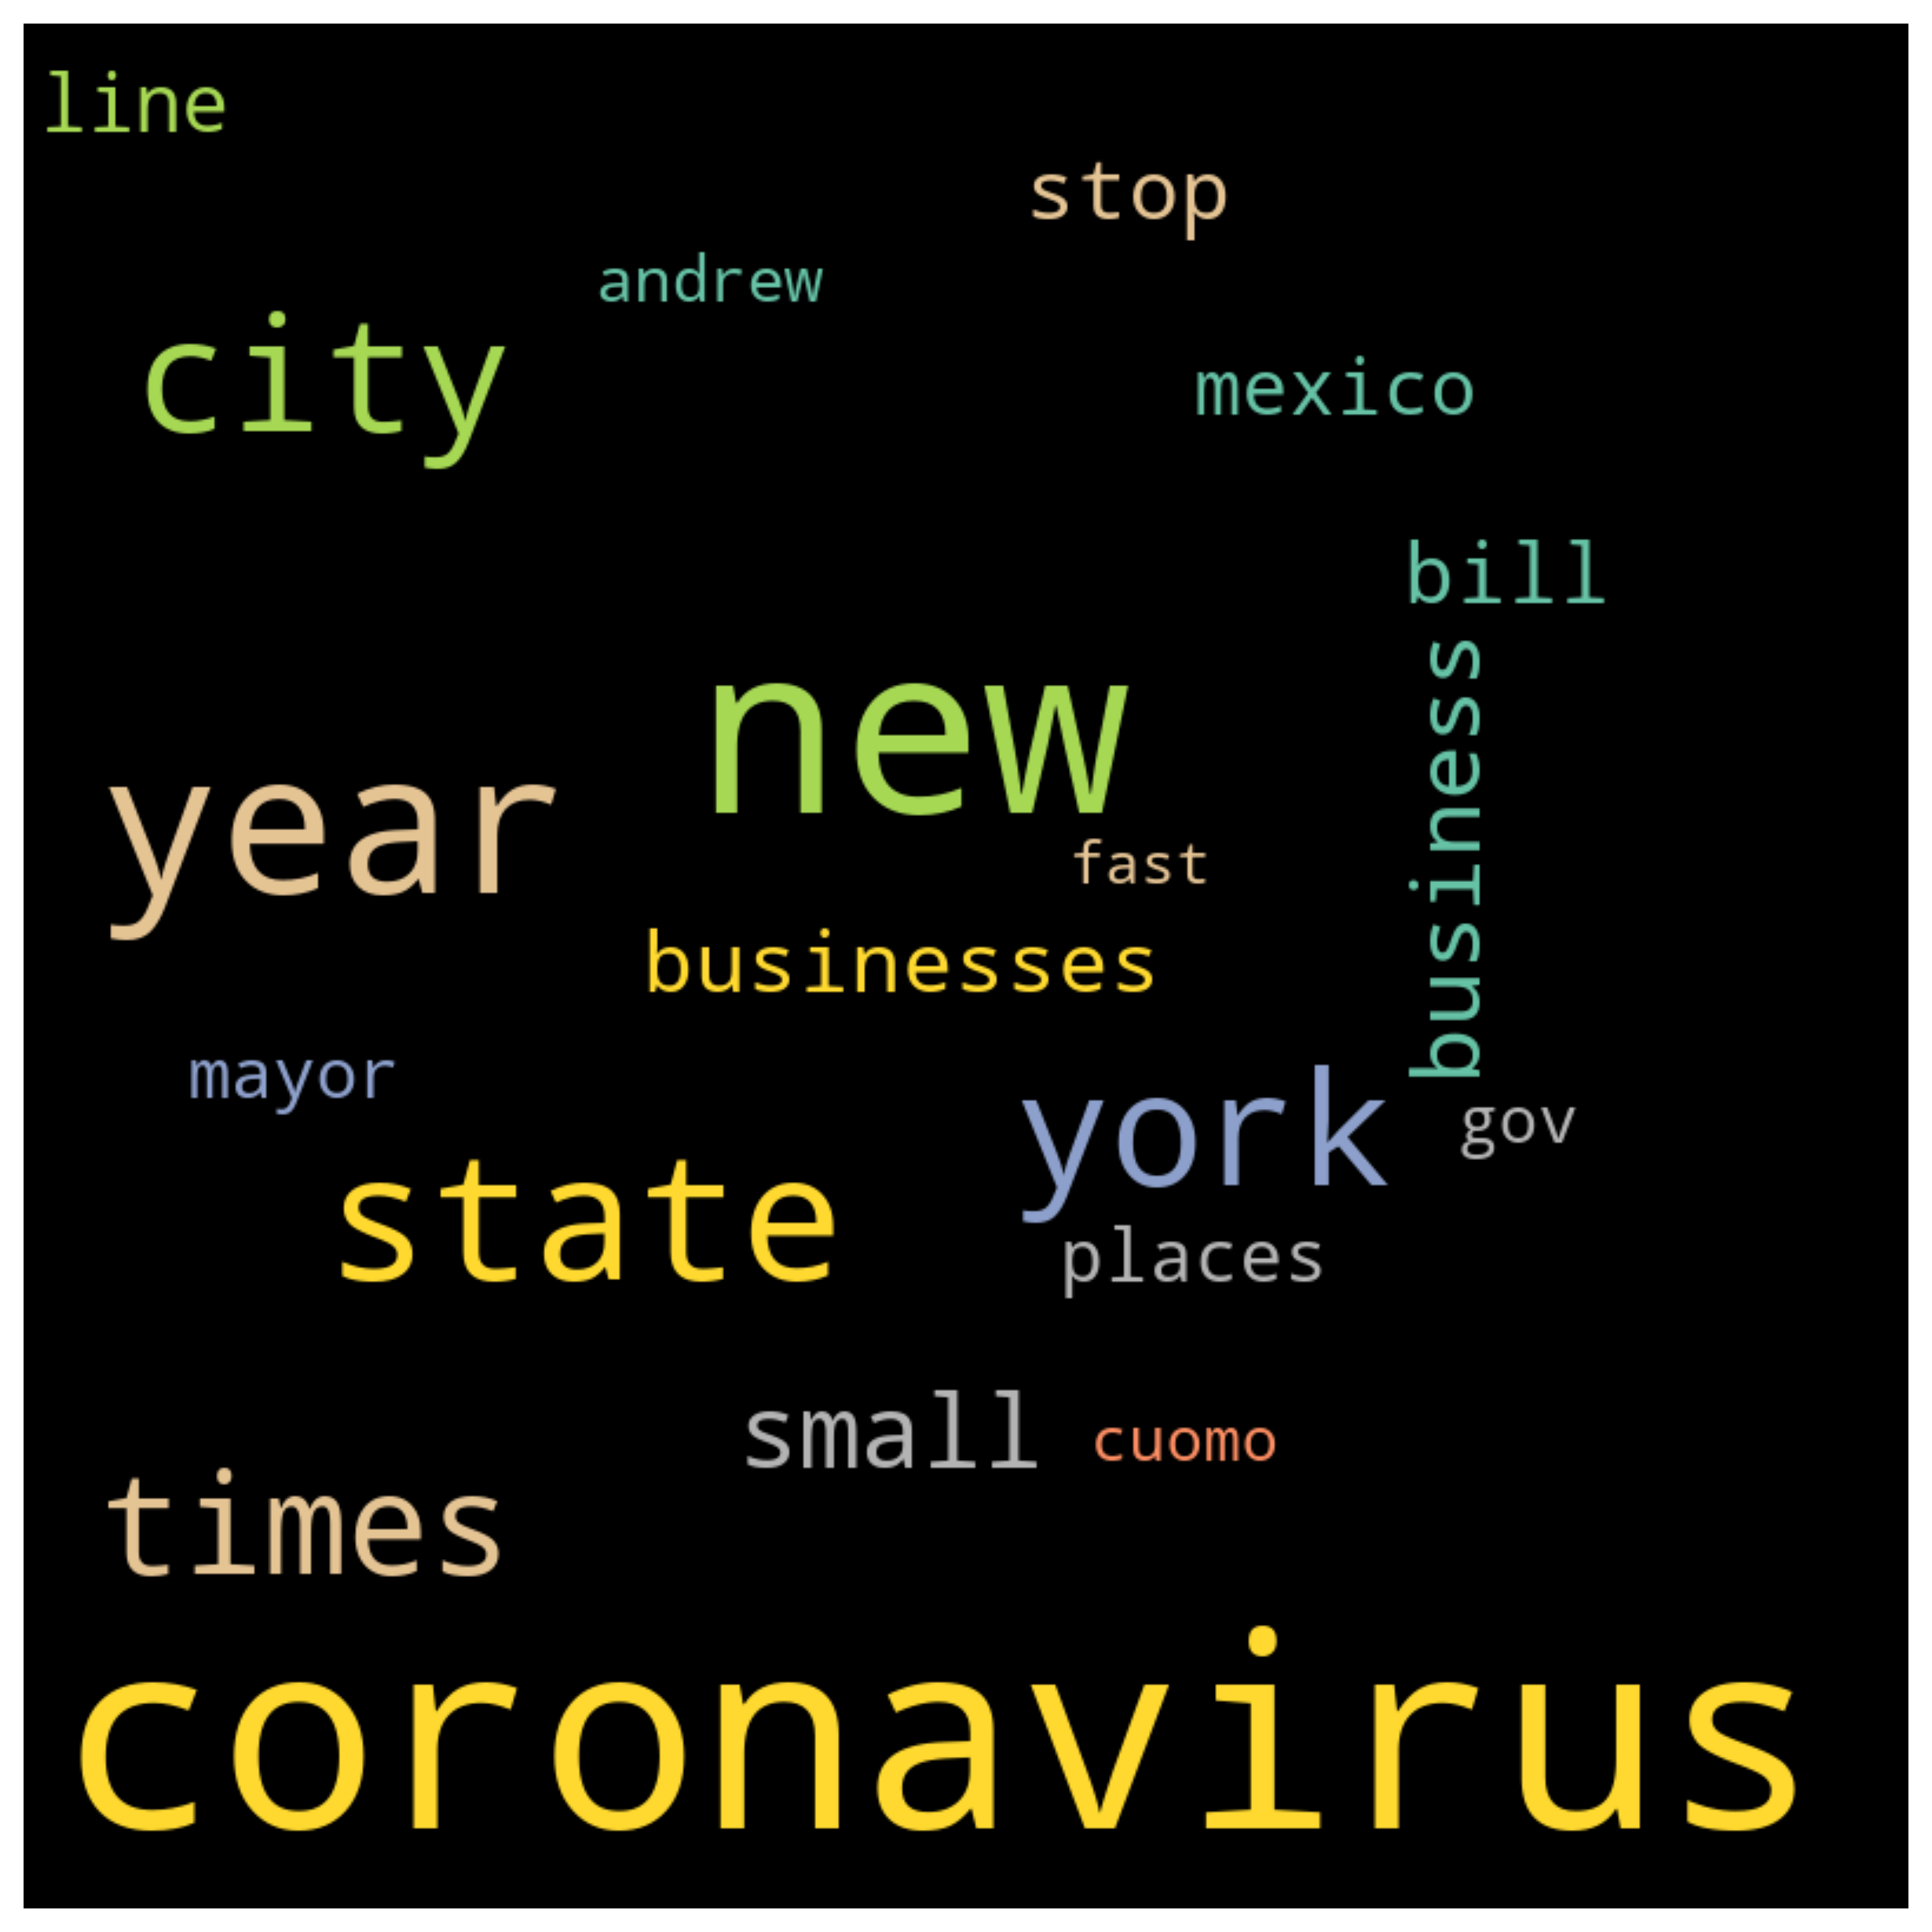 line
stop
andrew
city
mexico
bill
new
business
year
fast
businesses
mayor
york
gov
state
places
small
cuomo
times
coronavirus